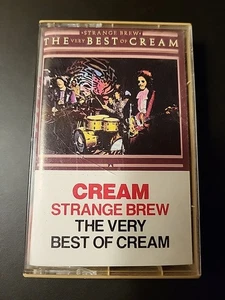 •STRANGE BREW•
THE VERY BEST OF CREAM
CREAM
STRANGE BREW
THE VERY
BEST OF CREAM